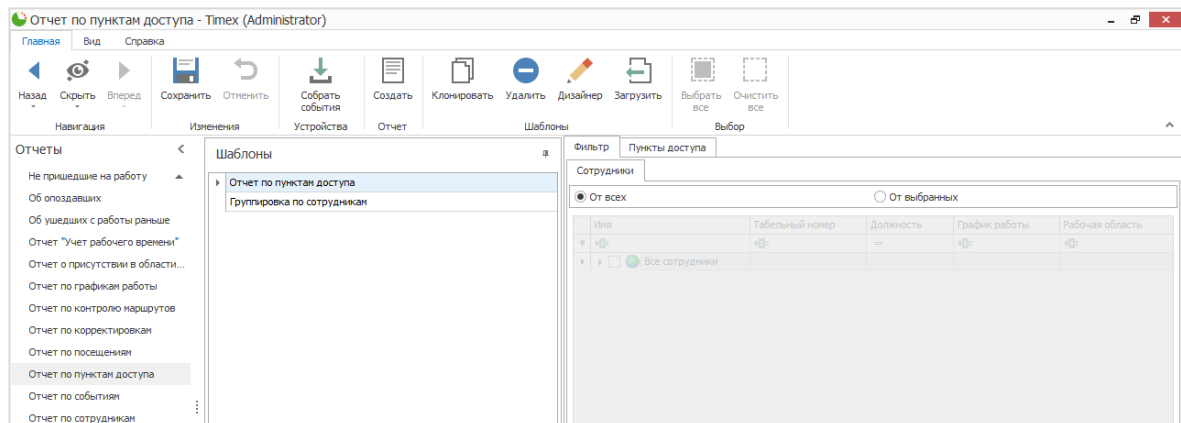 Отчет по пунктам доступа - Timex (Administrator)
Главная Вид Справка
Назад Скрыть Вперед Сохранить Отменить Собрать события Создать Клонировать Удалить Дизайнер Загрузить Выбрать все Очистить все
Навигация Изменения Устройства Отчет Шаблоны Выбор
Отчеты
Не пришедшие на работу
Об опоздавших
Об ушедших с работы раньше
Отчет "Учет рабочего времени"
Отчет о присутствии в области...
Отчет по графикам работы
Отчет по контролю маршрутов
Отчет по корректировкам
Отчет по посещениям
Отчет по пунктам доступа
Отчет по событиям
Отчет по сотрудникам
Шаблоны
Отчет по пунктам доступа
Группировка по сотрудникам
Фильтр Пункты доступа
Сотрудники
От всех От выбранных
Имя Табельный номер Должность График работы Рабочая область
Все сотрудники